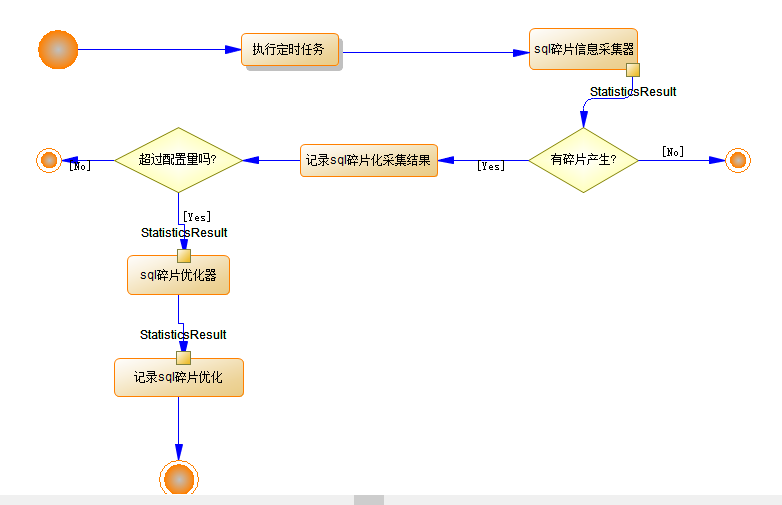 执行定时任务
sql碎片信息采集器
StatisticsResult
有碎片产生?
[No]
[Yes]
记录sql碎片化采集结果
超过配置量吗?
[No]
[Yes]
StatisticsResult
sql碎片优化器
StatisticsResult
记录sql碎片优化